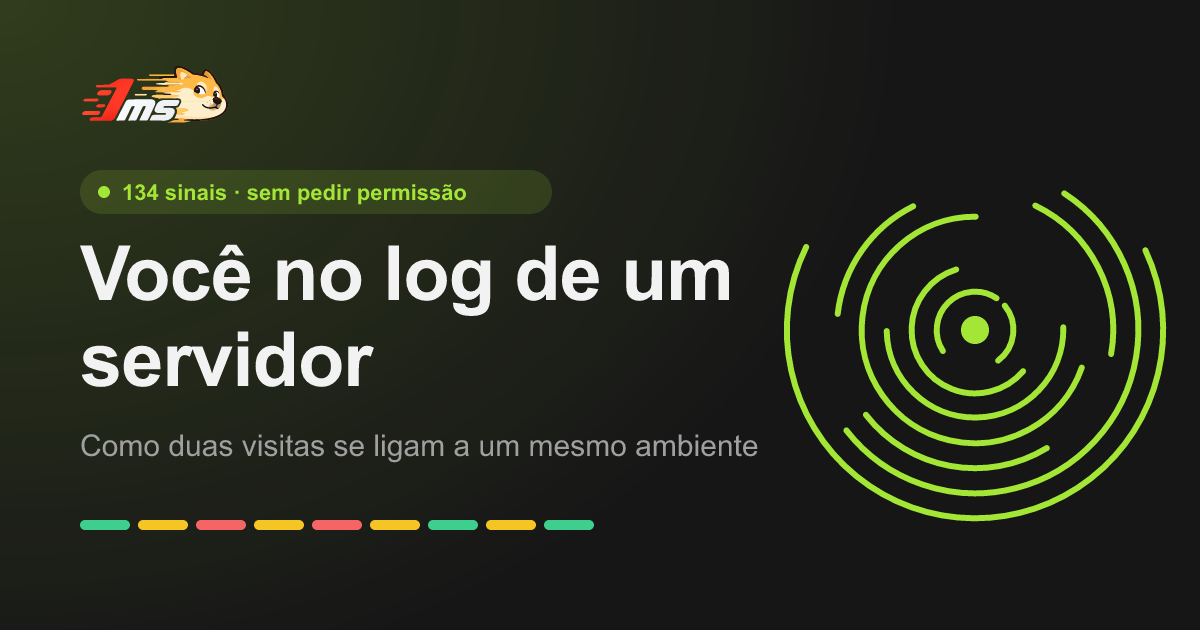 1ms
134 sinais · sem pedir permissão
Você no log de um
servidor
Como duas visitas se ligam a um mesmo ambiente